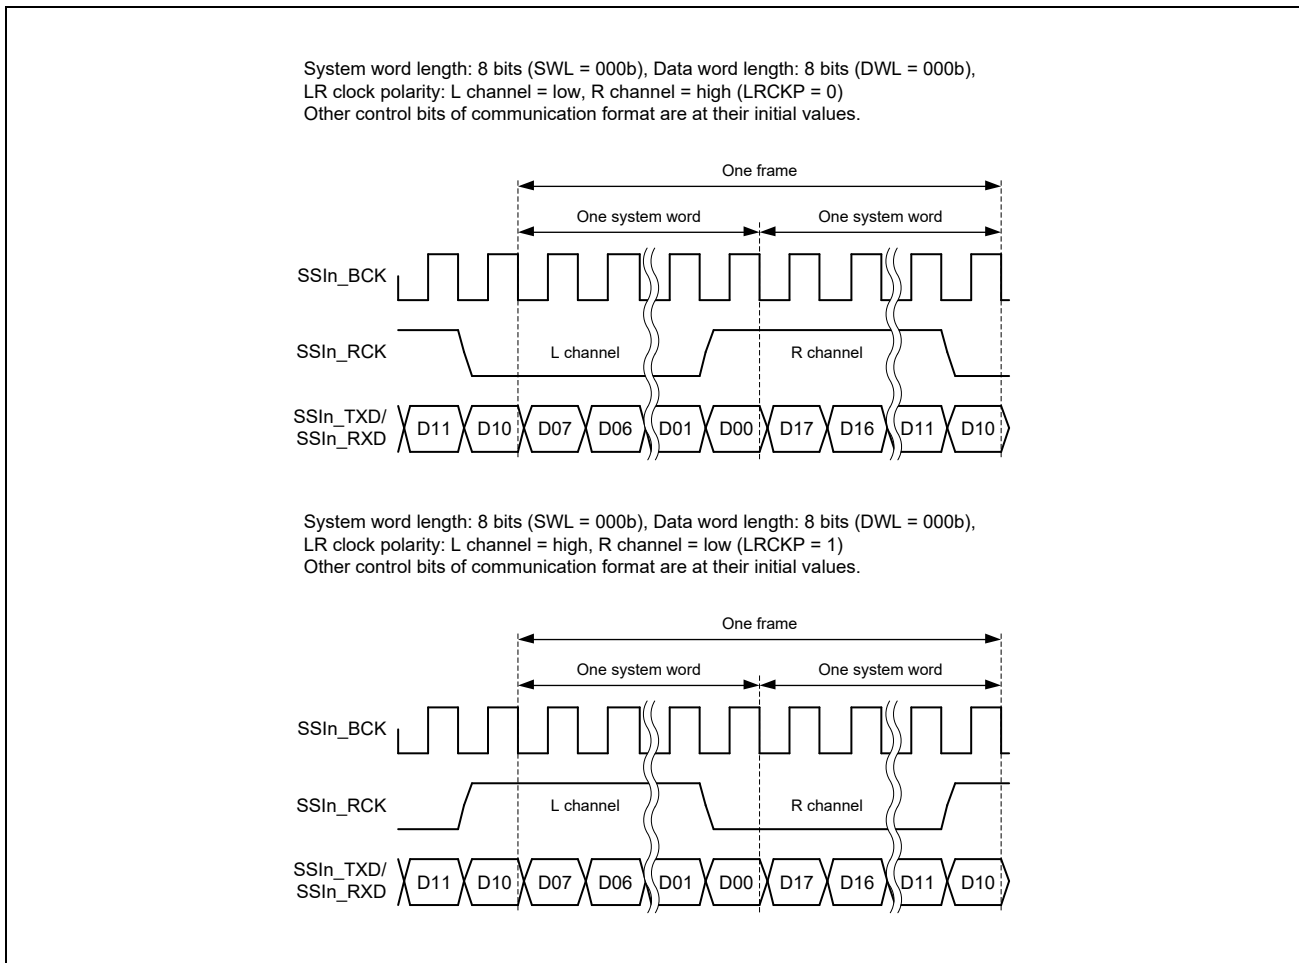 System word length: 8 bits (SWL = 000b), Data word length: 8 bits (DWL = 000b),
LR clock polarity: L channel = low, R channel = high (LRCKP = 0)
Other control bits of communication format are at their initial values.
One frame
One system word One system word
SSIn_BCK
SSIn_RCK L channel R channel
SSIn_TXD/
SSIn_RXD D11 D10 D07 D06 D01 D00 D17 D16 D11 D10
System word length: 8 bits (SWL = 000b), Data word length: 8 bits (DWL = 000b),
LR clock polarity: L channel = high, R channel = low (LRCKP = 1)
Other control bits of communication format are at their initial values.
One frame
One system word One system word
SSIn_BCK
SSIn_RCK L channel R channel
SSIn_TXD/
SSIn_RXD D11 D10 D07 D06 D01 D00 D17 D16 D11 D10